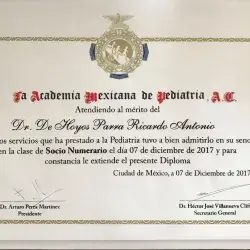 La Academia Mexicana de Pediatría, A.C.
Atendiendo al mérito del
Dr. De Hoyos Parra Ricardo Antonio
os servicios que ha prestado a la Pediatría tuvo a bien admitirlo en su seno
en la clase de Socio Numerario el día 07 de diciembre de 2017 y para
constancia le extiende el presente Diploma
Ciudad de México, a 07 de Diciembre de 2017
Dr. Arturo Perea Martínez
Presidente
Dr. Héctor José Villanueva Clif
Secretario General